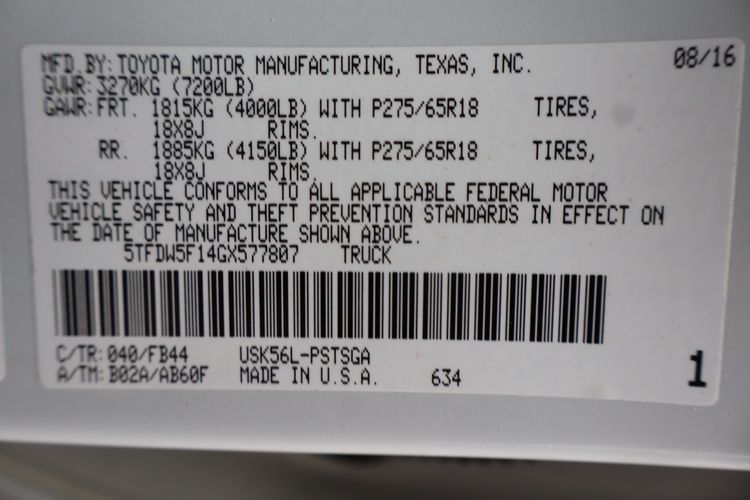 MFD.BY: TOYOTA MOTOR MANUFACTURING, TEXAS, INC. 08/16
GVWR: 3270KG (7200LB)
GAWR: FRT. 1815KG (4000LB) WITH P275/65R18 TIRES,
18X8J RIMS.
RR. 1885KG (4150LB) WITH P275/65R18 TIRES,
18X8J RIMS.
THIS VEHICLE CONFORMS TO ALL APPLICABLE FEDERAL MOTOR
VEHICLE SAFETY AND THEFT PREVENTION STANDARDS IN EFFECT ON
THE DATE OF MANUFACTURE SHOWN ABOVE.
5TFDW5F14GX577807 TRUCK
C/TR: 040/FB44 USK56L-PSTSGA
A/TM: B02A/AB60F MADE IN U.S.A. 634 1